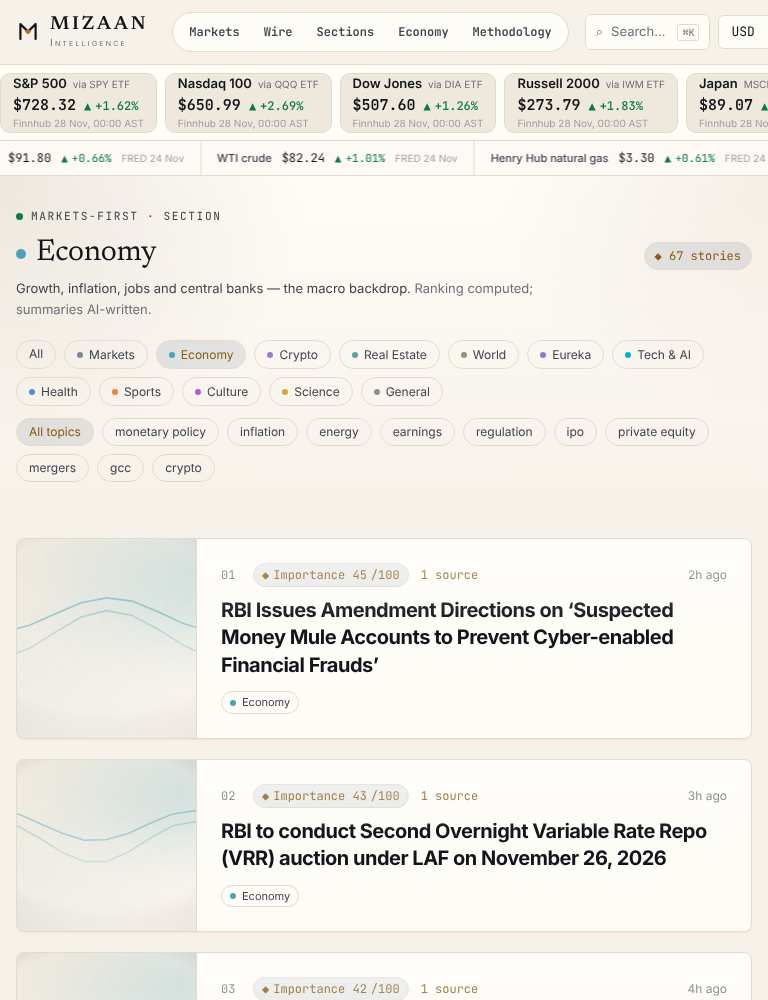 MIZAAN
Intelligence
Markets Wire Sections Economy Methodology
Search... ⌘K
USD
S&P 500 via SPY ETF
$728.32 ▲ +1.62%
Finnhub 28 Nov, 00:00 AST
Nasdaq 100 via QQQ ETF
$650.99 ▲ +2.69%
Finnhub 28 Nov, 00:00 AST
Dow Jones via DIA ETF
$507.60 ▲ +1.26%
Finnhub 28 Nov, 00:00 AST
Russell 2000 via IWM ETF
$273.79 ▲ +1.83%
Finnhub 28 Nov, 00:00 AST
Japan MSCI
$89.07 ▲
Finnhub 28 Nov, 00:00 AST
$91.80 ▲ +0.66% FRED 24 Nov
WTI crude $82.24 ▲ +1.01% FRED 24 Nov
Henry Hub natural gas $3.30 ▲ +0.61% FRED 24
MARKETS-FIRST · SECTION
Economy
◆ 67 stories
Growth, inflation, jobs and central banks — the macro backdrop. Ranking computed;
summaries AI-written.
All Markets Economy Crypto Real Estate World Eureka Tech & AI
Health Sports Culture Science General
All topics monetary policy inflation energy earnings regulation ipo private equity
mergers gcc crypto
01 ◆ Importance 45 /100 1 source 2h ago
RBI Issues Amendment Directions on ‘Suspected
Money Mule Accounts to Prevent Cyber-enabled
Financial Frauds’
Economy
02 ◆ Importance 43 /100 1 source 3h ago
RBI to conduct Second Overnight Variable Rate Repo
(VRR) auction under LAF on November 26, 2026
Economy
03 ◆ Importance 42 /100 1 source 4h ago